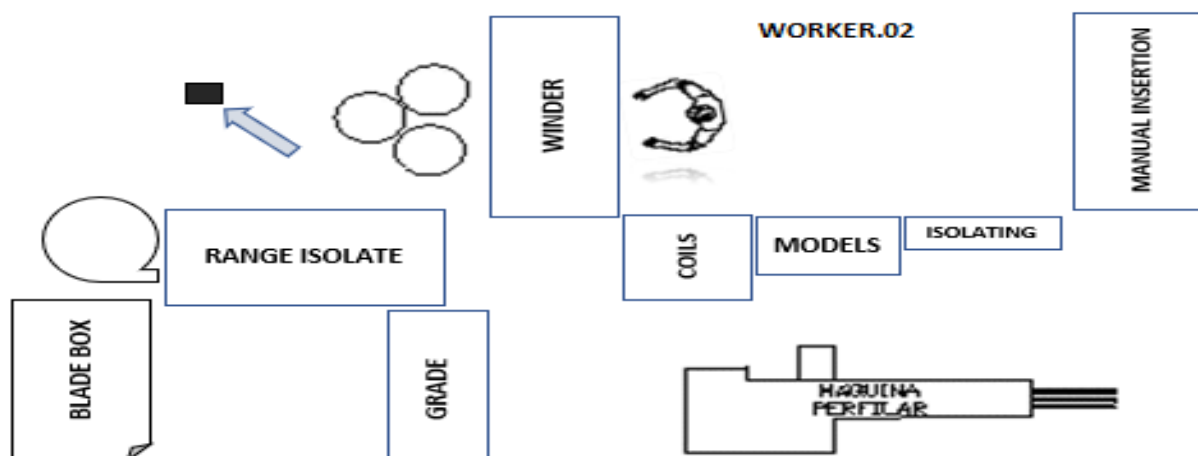 WORKER.02
WINDER
MANUAL INSERTION
RANGE ISOLATE
COILS
MODELS
ISOLATING
BLADE BOX
GRADE
MAQUINA
PERFILAR